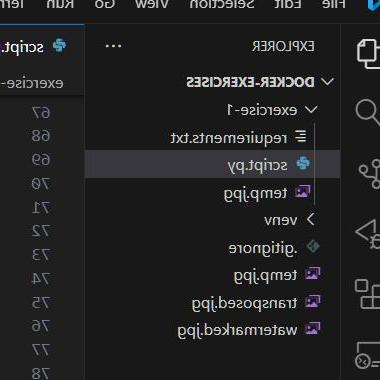 File Edit Selection View Go Run Term
EXPLORER ...
script.p
DOCKER-EXERCISES
exercise-
exercise-1
requirements.txt
script.py
temp.jpg
venv
.gitignore
temp.jpg
transposed.jpg
watermarked.jpg
67
68
69
70
71
72
73
74
75
76
77
78